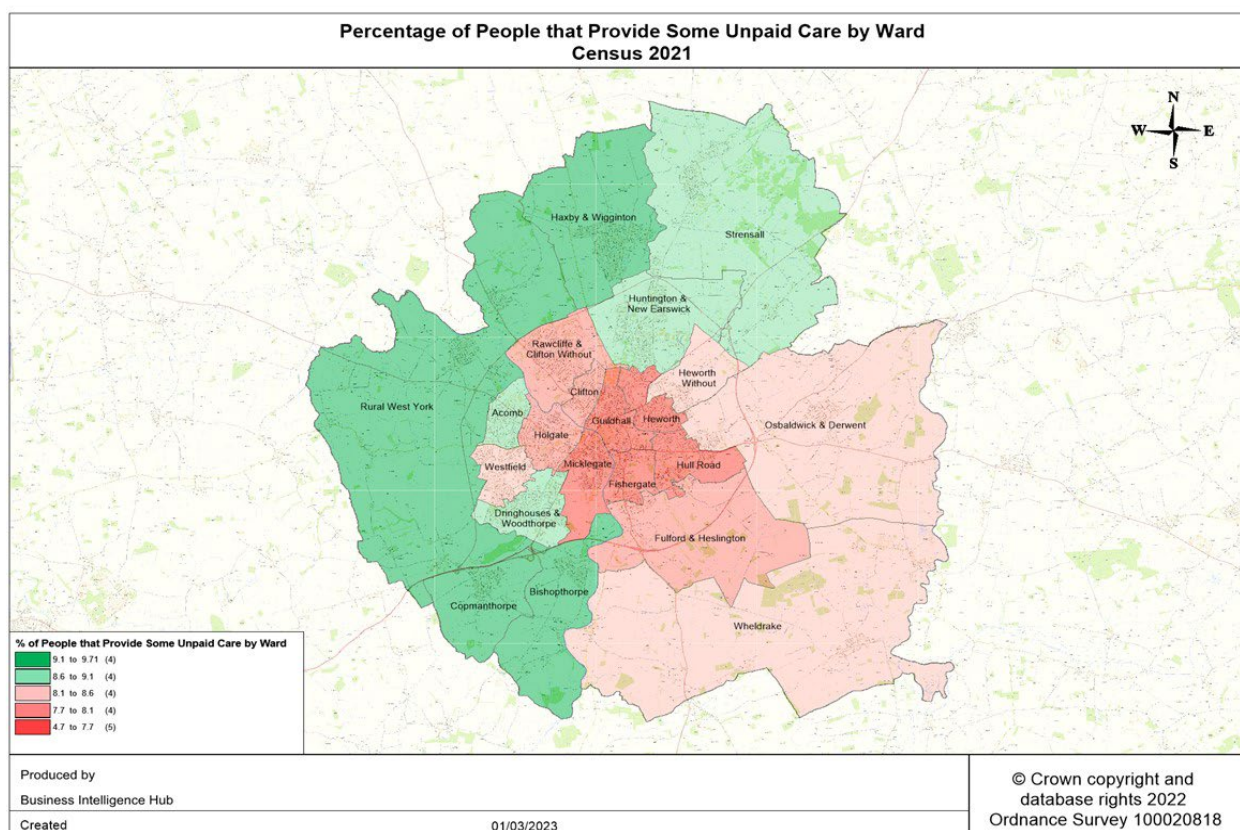 Percentage of People that Provide Some Unpaid Care by Ward
Census 2021
N
W
E
S
Haxby & Wigginton
Strensall
Huntington &
New Earswick
Rawcliffe &
Clifton Without
Heworth
Without
Clifton
Rural West York
Acomb
Guildhall
Heworth
Osbaldwick & Derwent
Holgate
Westfield
Micklegate
Hull Road
Fishergate
Dringhouses &
Woodthorpe
Fulford & Heslington
Bishopthorpe
Copmanthorpe
Wheldrake
% of People that Provide Some Unpaid Care by Ward
9.1 to 9.71 (4)
8.6 to 9.1 (4)
8.1 to 8.6 (4)
7.7 to 8.1 (4)
4.7 to 7.7 (5)
Produced by
Business Intelligence Hub
Created 01/03/2023
© Crown copyright and
database rights 2022
Ordnance Survey 100020818